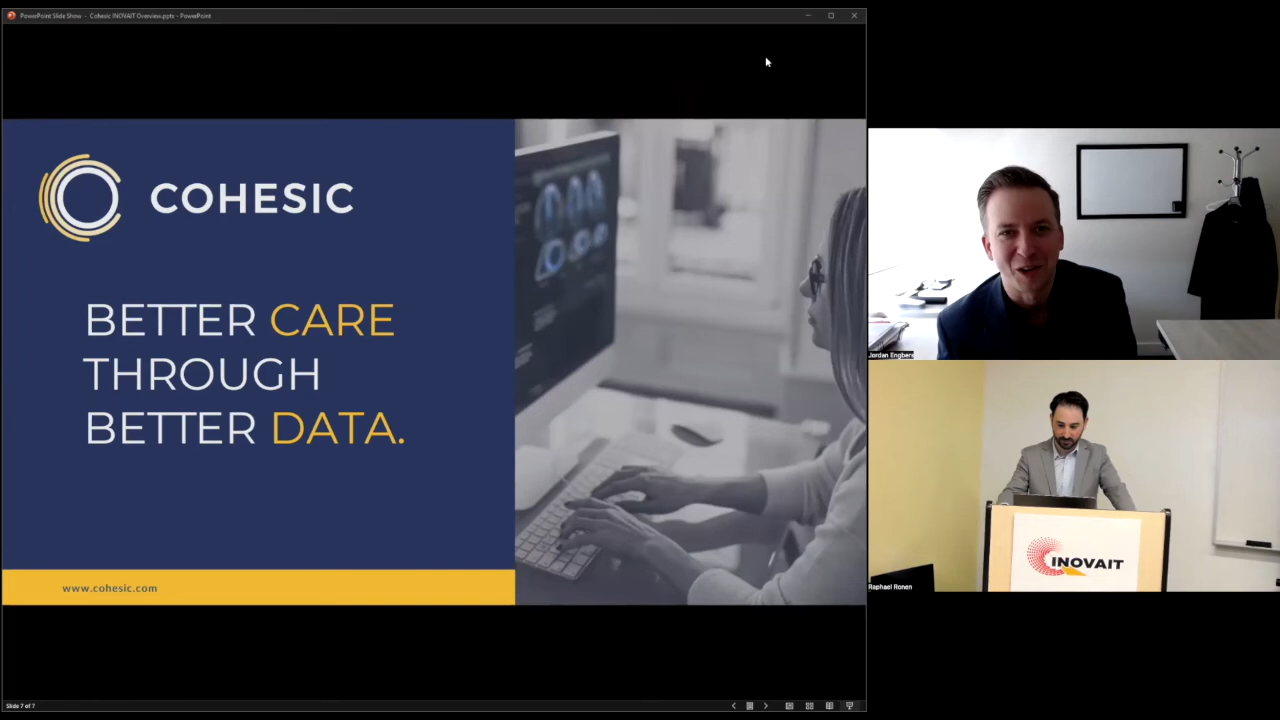 PowerPoint Slide Show - Cohesic INOVAIT Overview.pptx - PowerPoint
COHESIC
BETTER CARE
THROUGH
BETTER DATA.
www.cohesic.com
Slide 7 of 7
Jordan Engbers
INOVAIT
Raphael Ronen